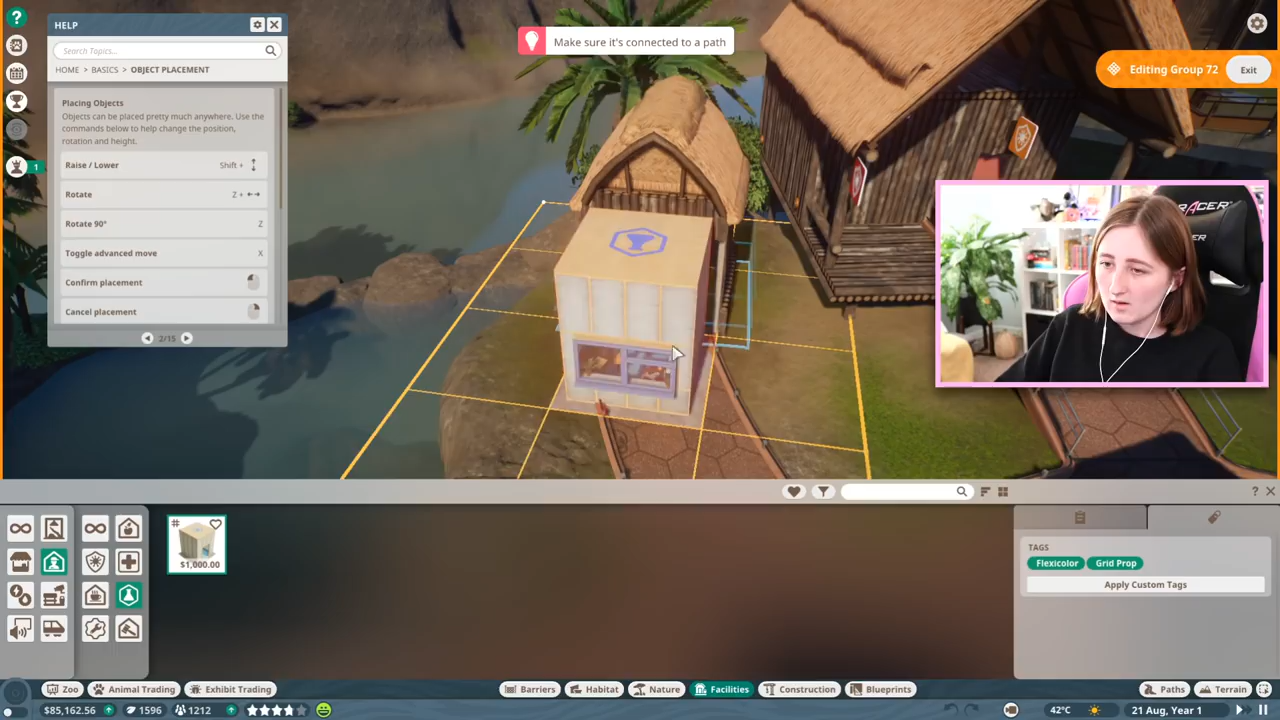 ?
HELP
Search Topics...
HOME > BASICS > OBJECT PLACEMENT
Placing Objects
Objects can be placed pretty much anywhere. Use the
commands below to help change the position,
rotation and height.
Raise / Lower Shift +
Rotate Z +
Rotate 90° Z
Toggle advanced move X
Confirm placement
Cancel placement
2/15
1
Make sure it's connected to a path
Editing Group 72 Exit
?
#
$1,000.00
TAGS
Flexicolor Grid Prop
Apply Custom Tags
Zoo Animal Trading Exhibit Trading Barriers Habitat Nature Facilities Construction Blueprints Paths Terrain
$85,162.56 1596 1212 42°C 21 Aug, Year 1